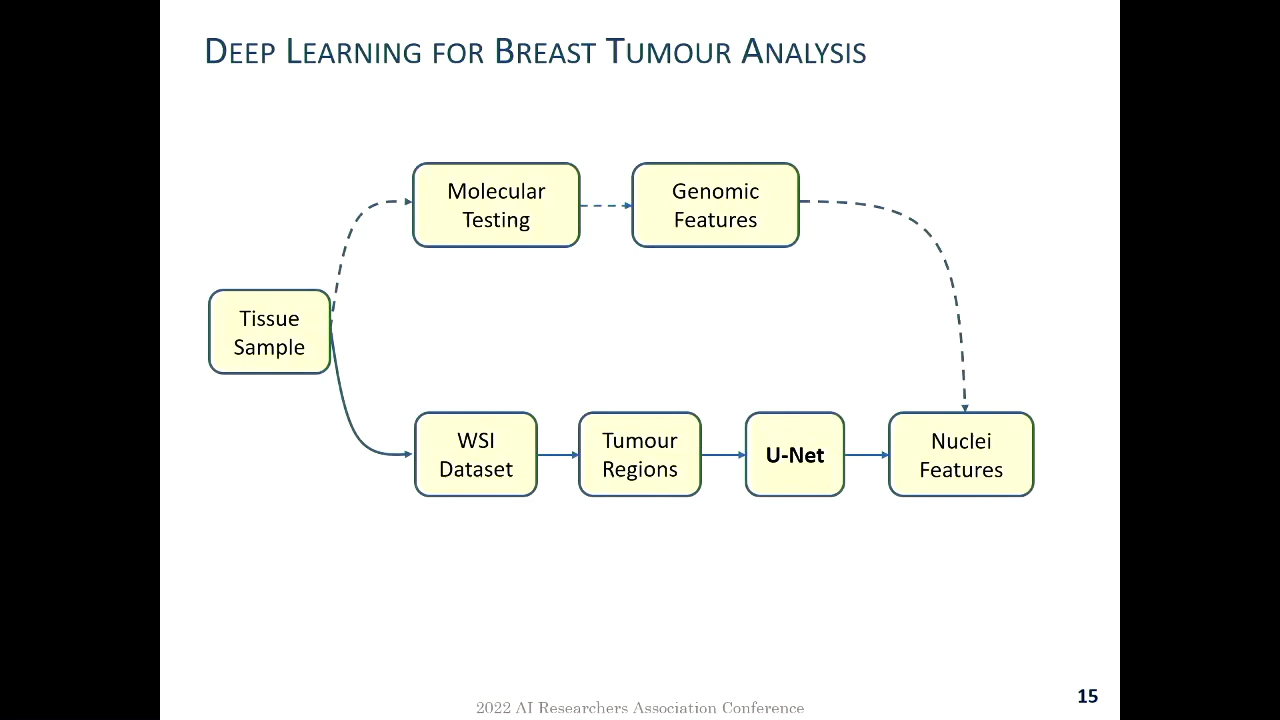 DEEP LEARNING FOR BREAST TUMOUR ANALYSIS
Molecular
Testing
Genomic
Features
Tissue
Sample
WSI
Dataset
Tumour
Regions
U-Net
Nuclei
Features
2022 AI Researchers Association Conference
15